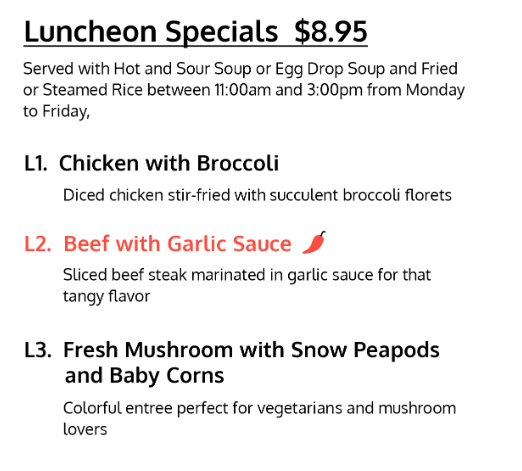 Luncheon Specials $8.95
Served with Hot and Sour Soup or Egg Drop Soup and Fried
or Steamed Rice between 11:00am and 3:00pm from Monday
to Friday,
L1. Chicken with Broccoli
Diced chicken stir-fried with succulent broccoli florets
L2. Beef with Garlic Sauce
Sliced beef steak marinated in garlic sauce for that
tangy flavor
L3. Fresh Mushroom with Snow Peapods
and Baby Corns
Colorful entree perfect for vegetarians and mushroom
lovers